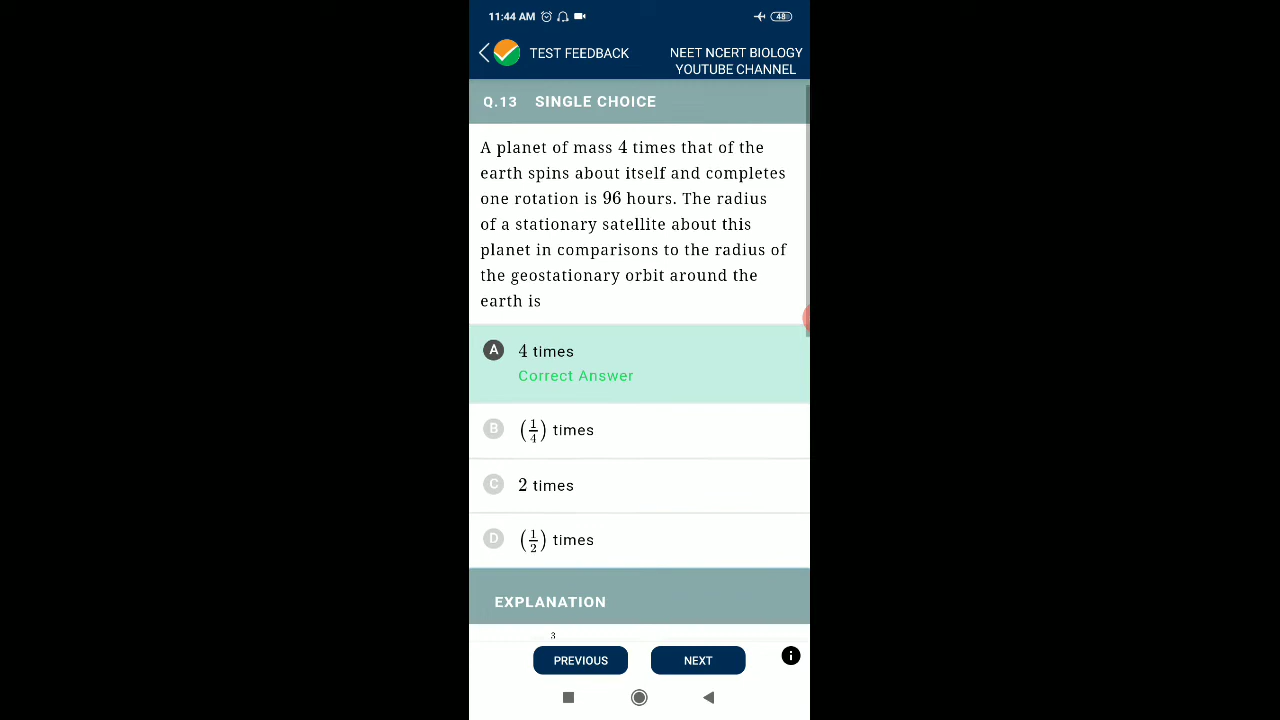 11:44 AM
48
TEST FEEDBACK
NEET NCERT BIOLOGY
YOUTUBE CHANNEL
Q.13 SINGLE CHOICE
A planet of mass 4 times that of the
earth spins about itself and completes
one rotation is 96 hours. The radius
of a stationary satellite about this
planet in comparisons to the radius of
the geostationary orbit around the
earth is
A 4 times
Correct Answer
B (1/4) times
C 2 times
D (1/2) times
EXPLANATION
3
PREVIOUS NEXT